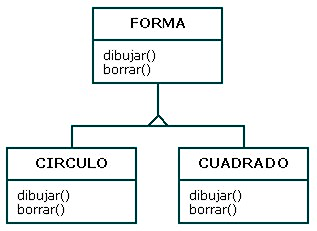 FORMA
dibujar()
borrar()
CIRCULO
dibujar()
borrar()
CUADRADO
dibujar()
borrar()